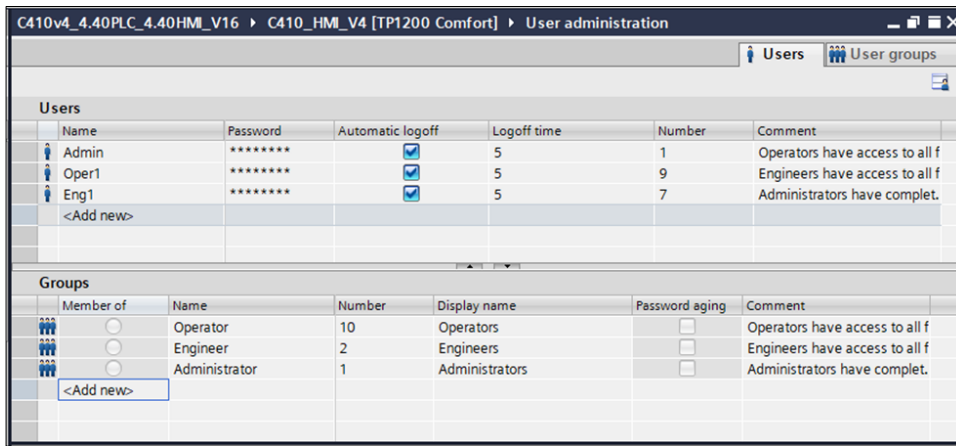 C410v4_4.40PLC_4.40HMI_V16 ▸ C410_HMI_V4 [TP1200 Comfort] ▸ User administration
Users User groups
Users
Name Password Automatic logoff Logoff time Number Comment
Admin ******** 5 1 Operators have access to all f
Oper1 ******** 5 9 Engineers have access to all f
Eng1 ******** 5 7 Administrators have complet.
<Add new>
Groups
Member of Name Number Display name Password aging Comment
Operator 10 Operators Operators have access to all f
Engineer 2 Engineers Engineers have access to all f
Administrator 1 Administrators Administrators have complet.
<Add new>